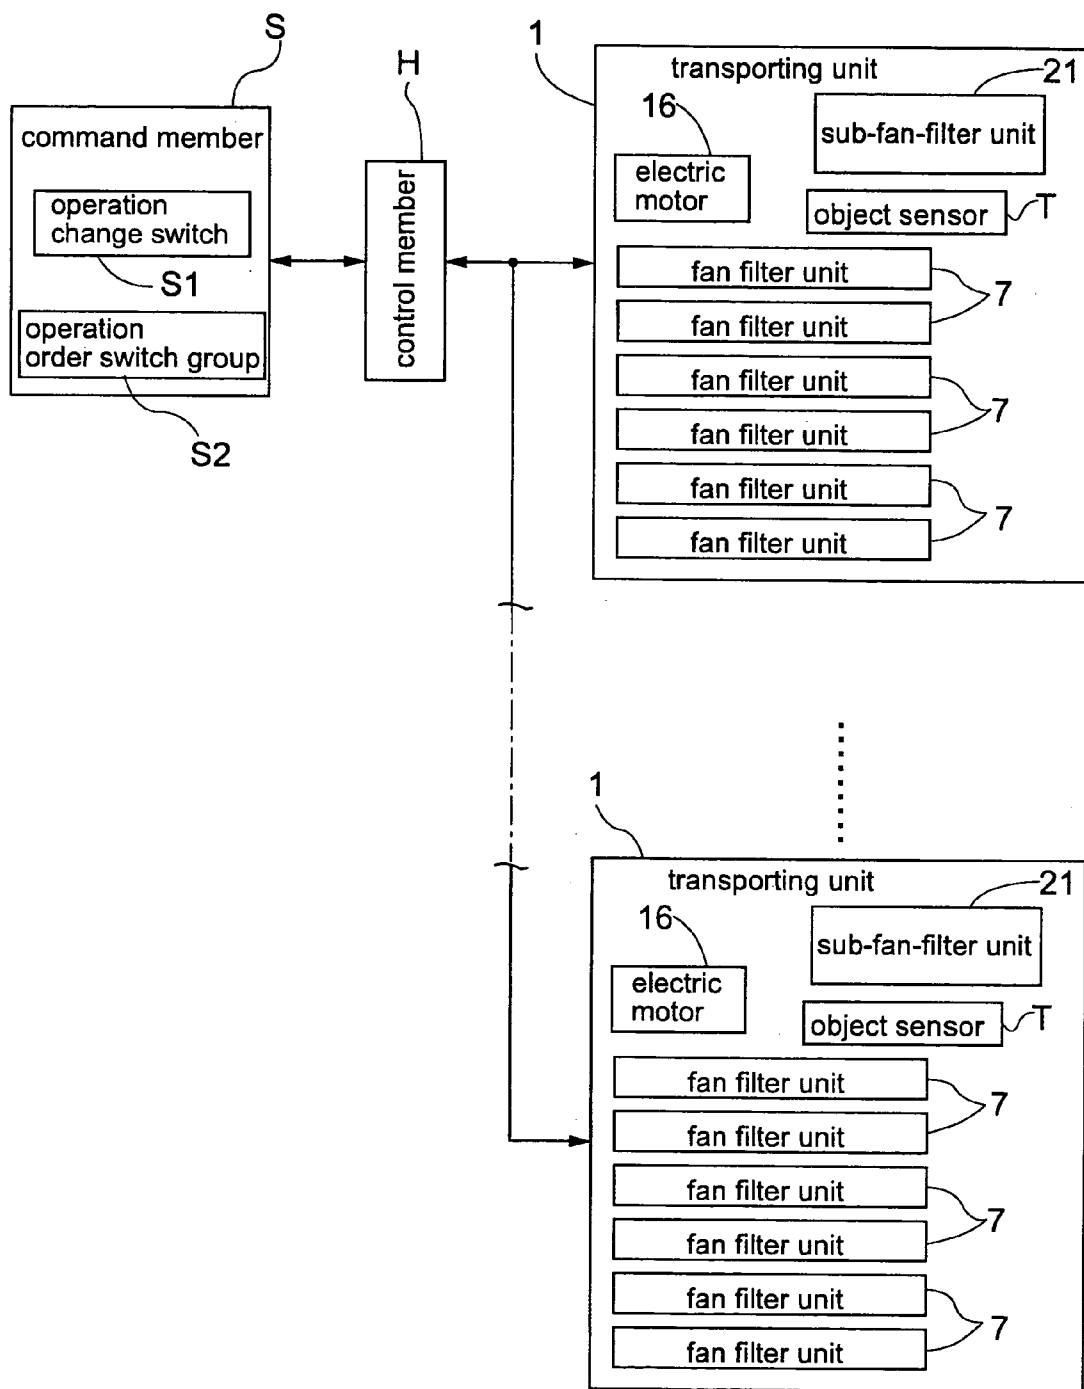 S
command member
operation
change switch
S1
operation
order switch group
S2
H
control member
1
transporting unit
21
sub-fan-filter unit
16
electric
motor
object sensor
T
fan filter unit
fan filter unit
7
fan filter unit
fan filter unit
7
fan filter unit
fan filter unit
7
1
transporting unit
21
sub-fan-filter unit
16
electric
motor
object sensor
T
fan filter unit
fan filter unit
7
fan filter unit
fan filter unit
7
fan filter unit
fan filter unit
7